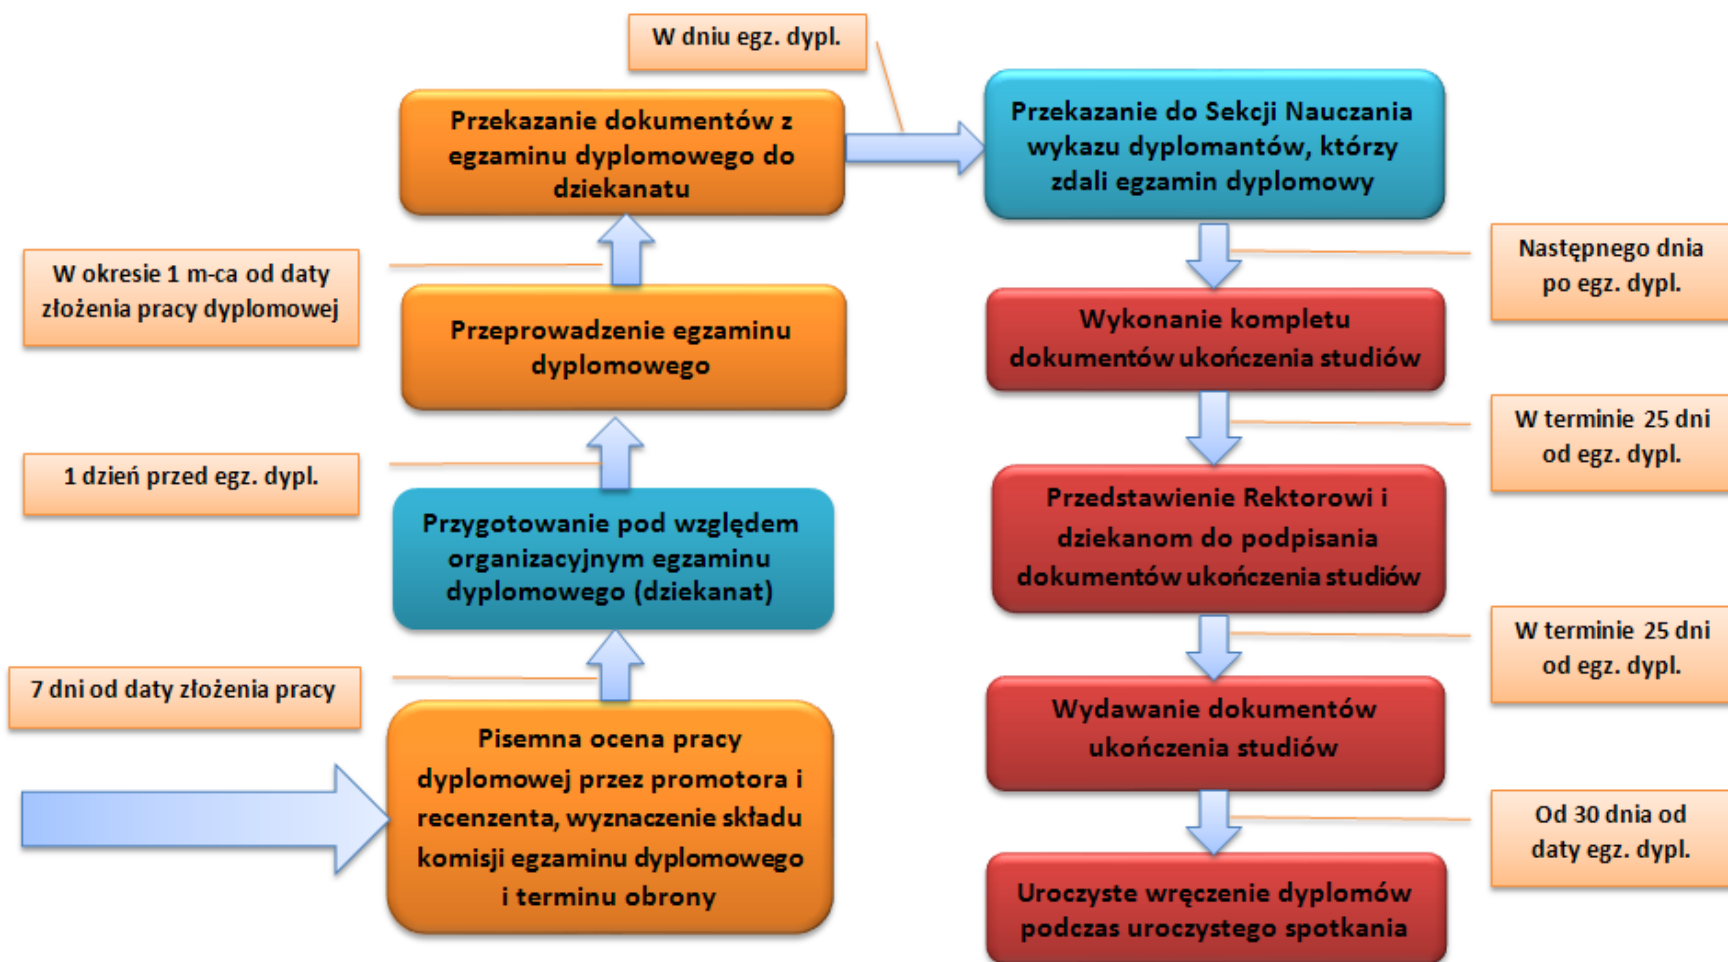 W dniu egz. dypl.
Przekazanie dokumentów z
egzaminu dyplomowego do
dziekanatu
Przekazanie do Sekcji Nauczania
wykazu dyplomantów, którzy
zdali egzamin dyplomowy
W okresie 1 m-ca od daty
złożenia pracy dyplomowej
Następnego dnia
po egz. dypl.
Przeprowadzenie egzaminu
dyplomowego
Wykonanie kompletu
dokumentów ukończenia studiów
W terminie 25 dni
od egz. dypl.
1 dzień przed egz. dypl.
Przygotowanie pod względem
organizacyjnym egzaminu
dyplomowego (dziekanat)
Przedstawienie Rektorowi i
dziekanom do podpisania
dokumentów ukończenia studiów
W terminie 25 dni
od egz. dypl.
7 dni od daty złożenia pracy
Pisemna ocena pracy
dyplomowej przez promotora i
recenzenta, wyznaczenie składu
komisji egzaminu dyplomowego
i terminu obrony
Wydawanie dokumentów
ukończenia studiów
Od 30 dnia od
daty egz. dypl.
Uroczyste wręczenie dyplomów
podczas uroczystego spotkania